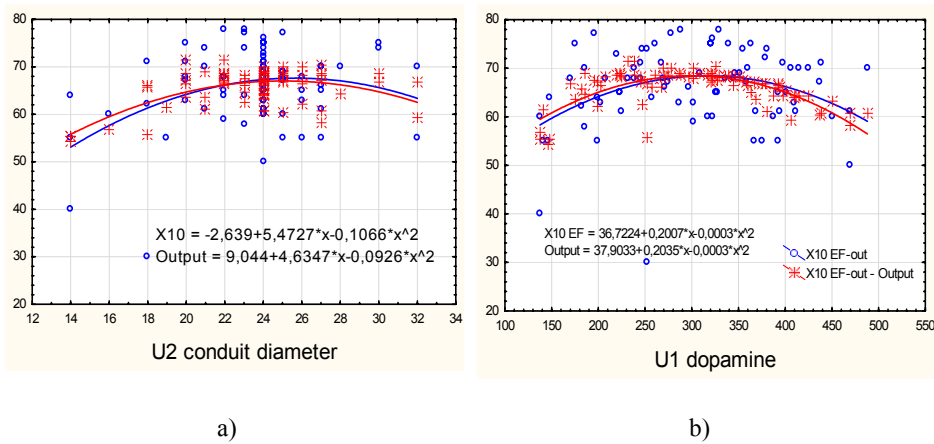 80
70
60
50
40
30
20
X10 = -2,639+5,4727*x-0,1066*x^2
Output = 9,044+4,6347*x-0,0926*x^2
12 14 16 18 20 22 24 26 28 30 32 34
U2 conduit diameter
a)
80
70
60
50
40
30
20
X10 EF = 36,7224+0,2007*x-0,0003*x^2
Output = 37,9033+0,2035*x-0,0003*x^2
X10 EF-out
X10 EF-out - Output
100 150 200 250 300 350 400 450 500 550
U1 dopamine
b)